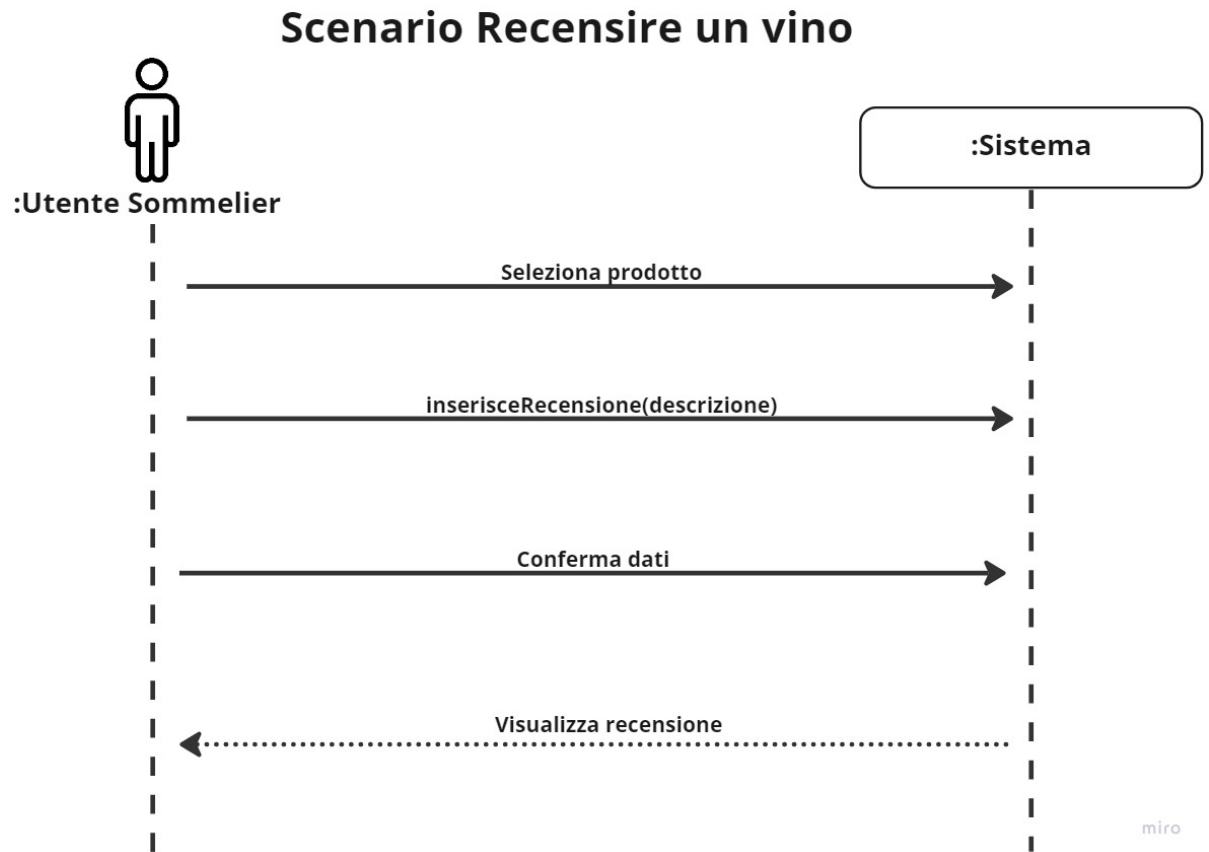 Scenario Recensire un vino
:Sistema
:Utente Sommelier
Seleziona prodotto
inserisceRecensione(descrizione)
Conferma dati
Visualizza recensione
miro